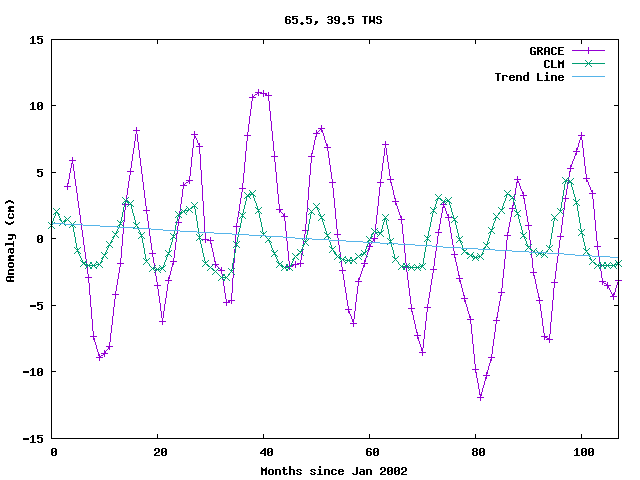 65.5, 39.5 TWS
15
10
5
0
-5
-10
-15
Anomaly (cm)
GRACE
CLM
Trend Line
0 20 40 60 80 100
Months since Jan 2002